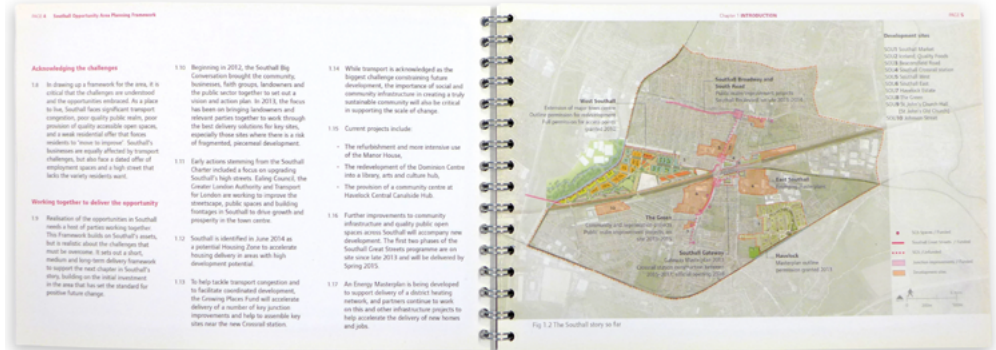 PAGE 4 Southall Opportunity Area Planning Framework
Acknowledging the challenges
1.8 In drawing up a framework for the area, it is
critical that the challenges are understood
and the opportunities embraced. As a place
to live, Southall faces significant transport
congestion, poor quality public realm, poor
provision of quality accessible open spaces,
and a weak residential offer that forces
residents to 'move to improve'. Southall's
businesses are equally affected by transport
challenges, but also face a dated offer of
employment spaces and a high street that
lacks the variety residents want.
Working together to deliver the opportunity
1.9 Realisation of the opportunities in Southall
needs a host of parties working together.
This Framework builds on Southall's assets,
but is realistic about the challenges that
must be overcome. It sets out a short,
medium and long-term delivery framework
to support the next chapter in Southall's
story, building on the initial investment
in the area that has set the standard for
positive future change.
1.10 Beginning in 2012, the Southall Big
Conversation brought the community,
businesses, faith groups, landowners and
the public sector together to set out a
vision and action plan. In 2013, the focus
has been on bringing landowners and
relevant parties together to work through
the best delivery solutions for key sites,
especially those sites where there is a risk
of fragmented, piecemeal development.
1.11 Early actions stemming from the Southall
Charter included a focus on upgrading
Southall's high streets. Ealing Council, the
Greater London Authority and Transport
for London are working to improve the
streetscape, public spaces and building
frontages in Southall to drive growth and
prosperity in the town centre.
1.12 Southall is identified in June 2014 as
a potential Housing Zone to accelerate
housing delivery in areas with high
development potential.
1.13 To help tackle transport congestion and
to facilitate coordinated development,
the Growing Places Fund will accelerate
delivery of a number of key junction
improvements and help to assemble key
sites near the new Crossrail station.
1.14 While transport is acknowledged as the
biggest challenge constraining future
development, the importance of social and
community infrastructure in creating a truly
sustainable community will also be critical
in supporting the scale of change.
1.15 Current projects include:
- The refurbishment and more intensive use
of the Manor House,
- The redevelopment of the Dominion Centre
into a library, arts and culture hub,
- The provision of a community centre at
Havelock Central Canalside Hub.
1.16 Further improvements to community
infrastructure and quality public open
spaces across Southall will accompany new
development. The first two phases of the
Southall Great Streets programme are on
site since late 2013 and will be delivered by
Spring 2015.
1.17 An Energy Masterplan is being developed
to support delivery of a district heating
network, and partners continue to work
on this and other infrastructure projects to
help accelerate the delivery of new homes
and jobs.
Chapter 1 INTRODUCTION
PAGE 5
Development sites
Southall Market
Southall West
Southall East
Havelock Estate
The Green
Southall Broadway and
South Road
West Southall
East Southall
The Green
Southall Gateway
Havelock
Masterplan outline
permission granted 2013
Development sites
Fig 1.2 The Southall story so far